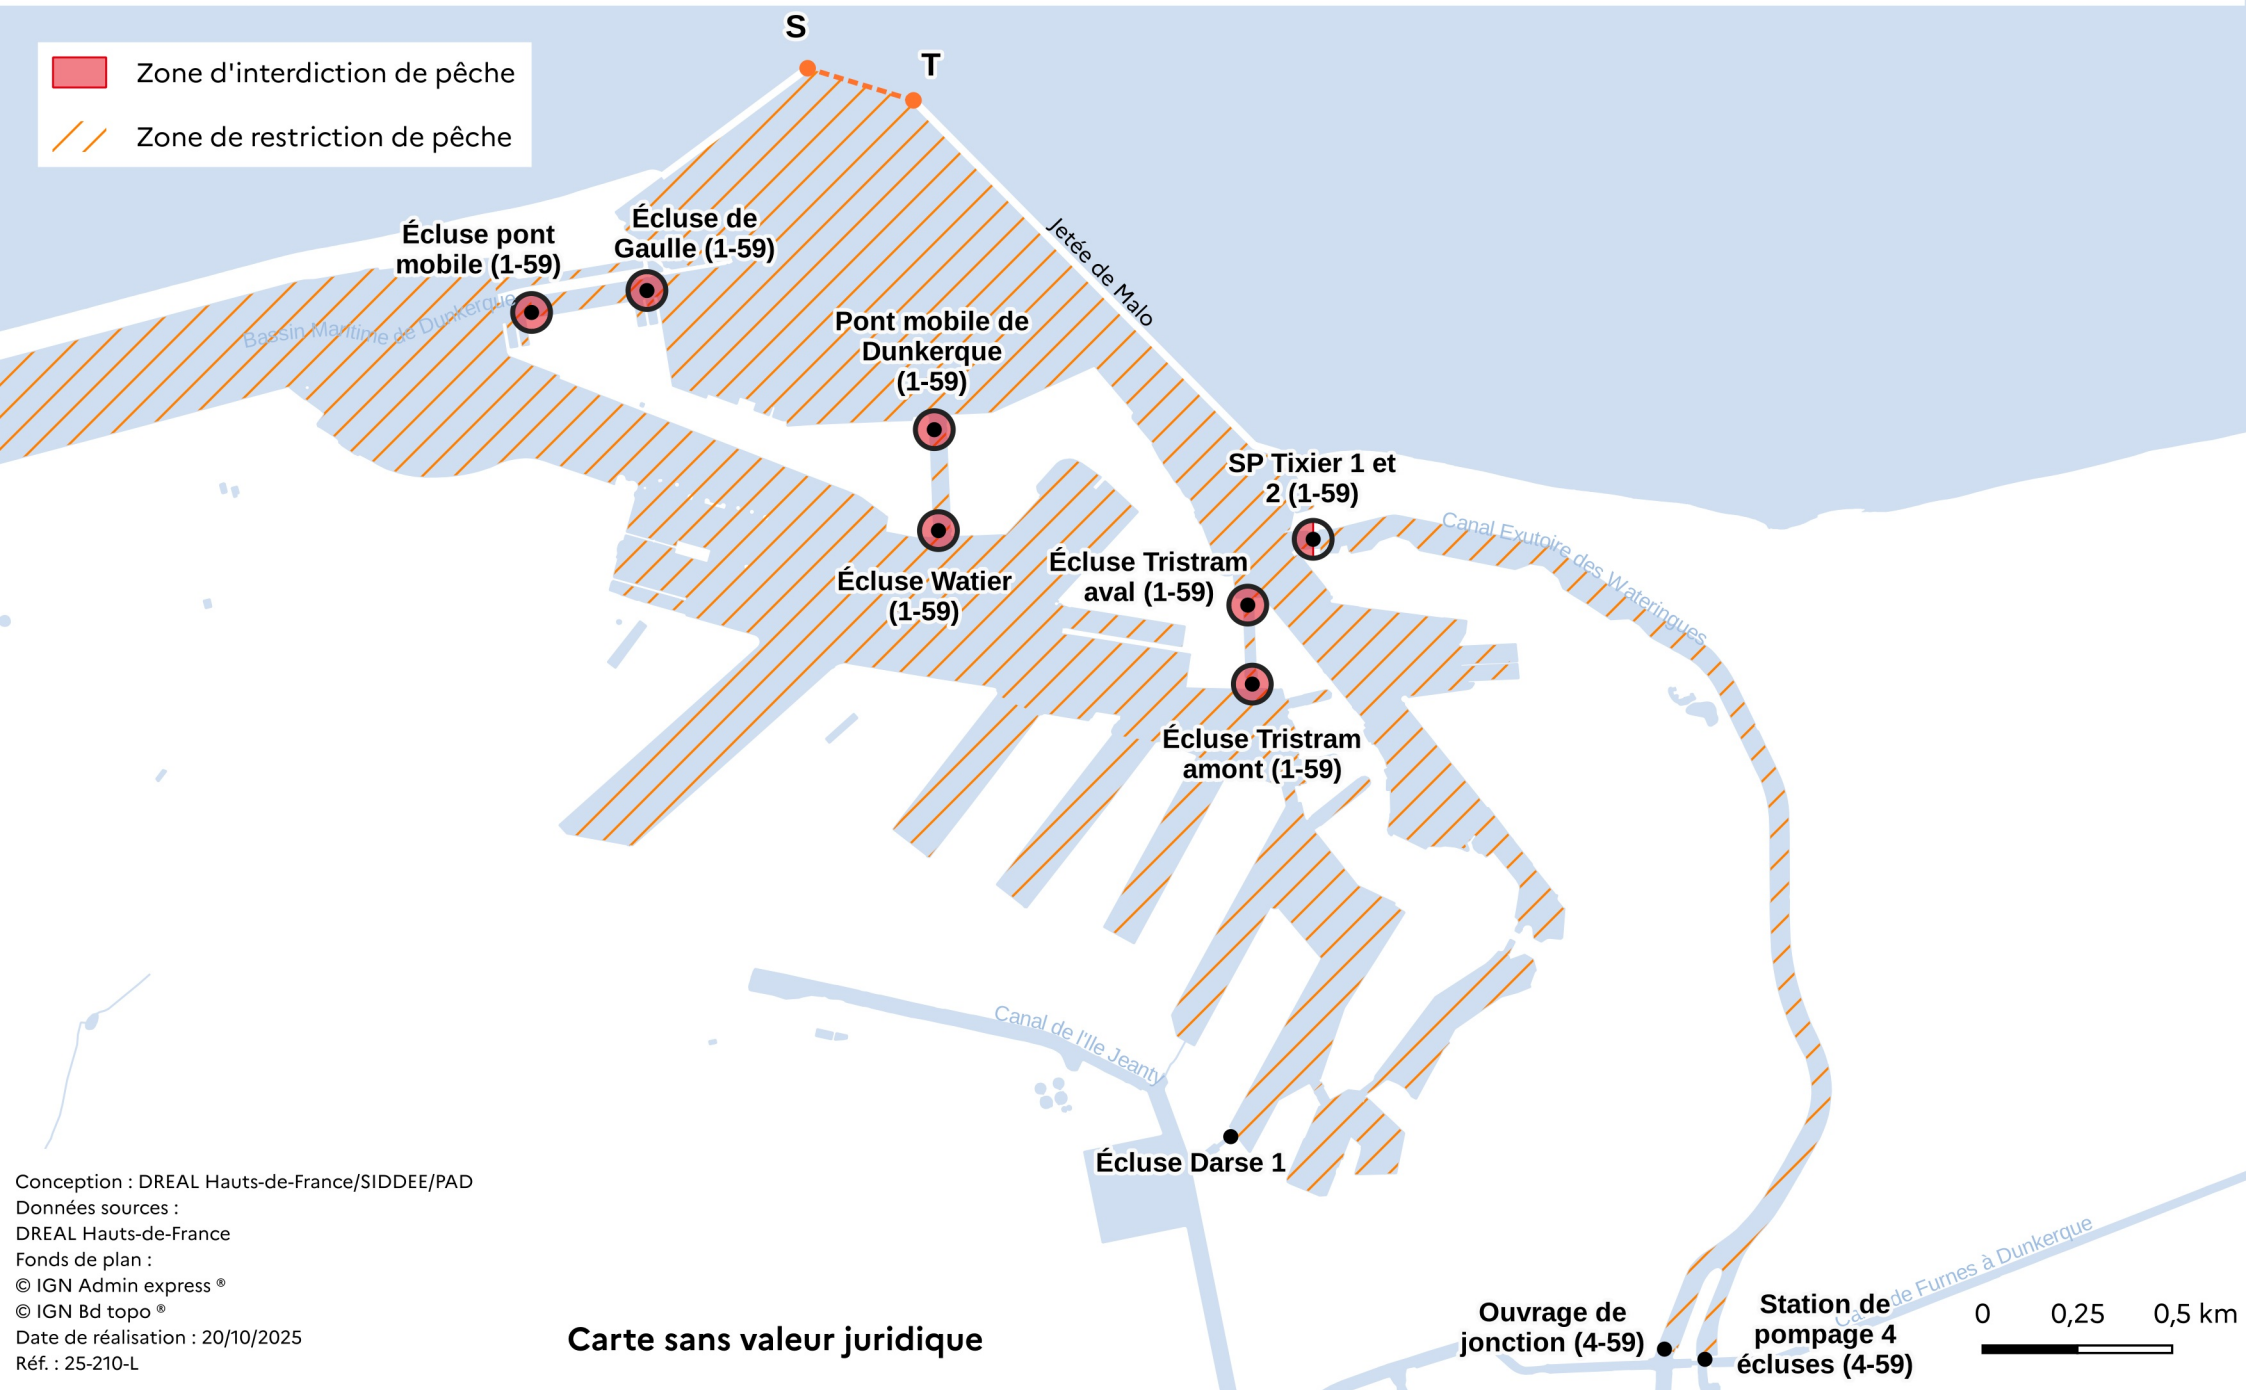 S
T
Zone d'interdiction de pêche
Zone de restriction de pêche
Écluse de
Gaulle (1-59)
Écluse pont
mobile (1-59)
Jetée de Malo
Bassin Maritime de Dunkerque
Pont mobile de
Dunkerque
(1-59)
SP Tixier 1 et
2 (1-59)
Canal Exutoire des Wateringues
Écluse Tristram
aval (1-59)
Écluse Watier
(1-59)
Écluse Tristram
amont (1-59)
Canal de l'Ile Jeanty
Écluse Darse 1
Conception : DREAL Hauts-de-France/SIDDEE/PAD
Données sources :
DREAL Hauts-de-France
Fonds de plan :
© IGN Admin express ®
© IGN Bd topo ®
Date de réalisation : 20/10/2025
Réf. : 25-210-L
Carte sans valeur juridique
Canal de Furnes à Dunkerque
Ouvrage de
jonction (4-59)
Station de
pompage 4
écluses (4-59)
0 0,25 0,5 km